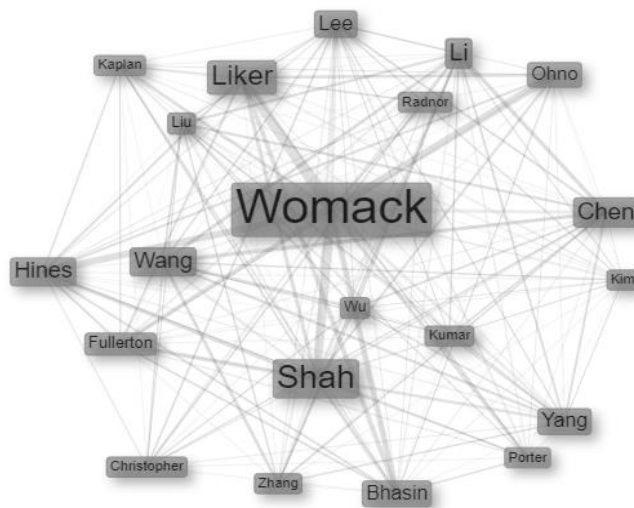 Lee
Li
Kaplan
Liker
Ohno
Radnor
Liu
Womack
Chen
Wang
Hines
Kim
Wu
Kumar
Fullerton
Shah
Yang
Porter
Christopher
Zhang
Bhasin